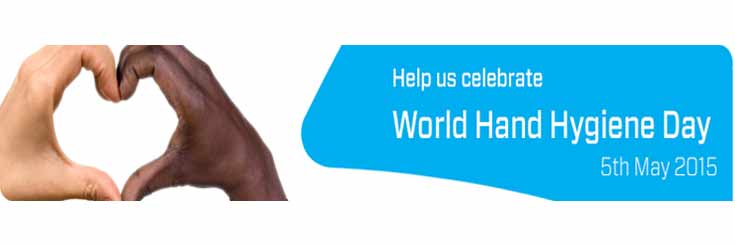 Help us celebrate
World Hand Hygiene Day
5th May 2015